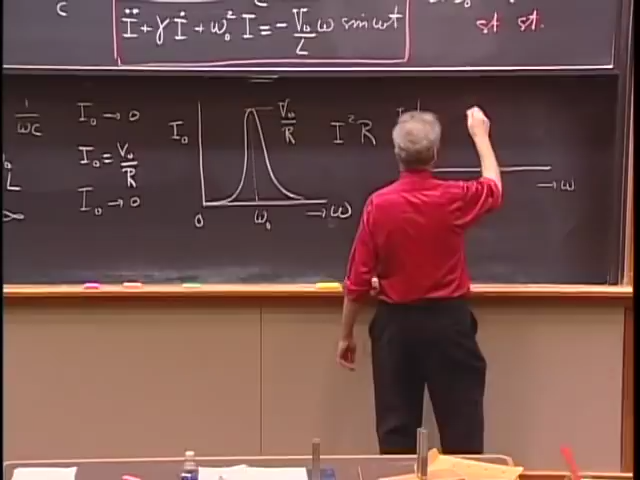 C
Ï + γİ + ω₀² I = - V₀/L ω sin ωt
st st.
1/ωC
I₀ → 0
I₀ = V₀/R
I₀ → 0
L
∞
I₀
V₀/R
0
ω₀
→ ω
I²R
→ ω